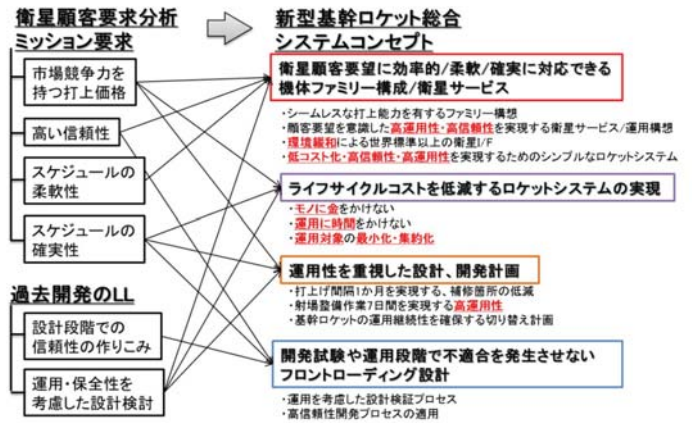 衛星顧客要求分析
ミッション要求
市場競争力を
持つ打上価格
高い信頼性
スケジュールの
柔軟性
スケジュールの
確実性
過去開発のLL
設計段階での
信頼性の作りこみ
運用・保全性を
考慮した設計検討
新型基幹ロケット総合
システムコンセプト
衛星顧客要望に効率的/柔軟/確実に対応できる
機体ファミリー構成/衛星サービス
・シームレスな打上能力を有するファミリー構想
・顧客要望を意識した高運用性・高信頼性を実現する衛星サービス/運用構想
・環境緩和による世界標準以上の衛星I/F
・低コスト化・高信頼性・高運用性を実現するためのシンプルなロケットシステム
ライフサイクルコストを低減するロケットシステムの実現
・モノに金をかけない
・運用に時間をかけない
・運用対象の最小化・集約化
運用性を重視した設計、開発計画
・打上げ間隔1か月を実現する、補修箇所の低減
・射場整備作業7日間を実現する高運用性
・基幹ロケットの運用継続性を確保する切り替え計画
開発試験や運用段階で不適合を発生させない
フロントローディング設計
・運用を考慮した設計検証プロセス
・高信頼性開発プロセスの適用